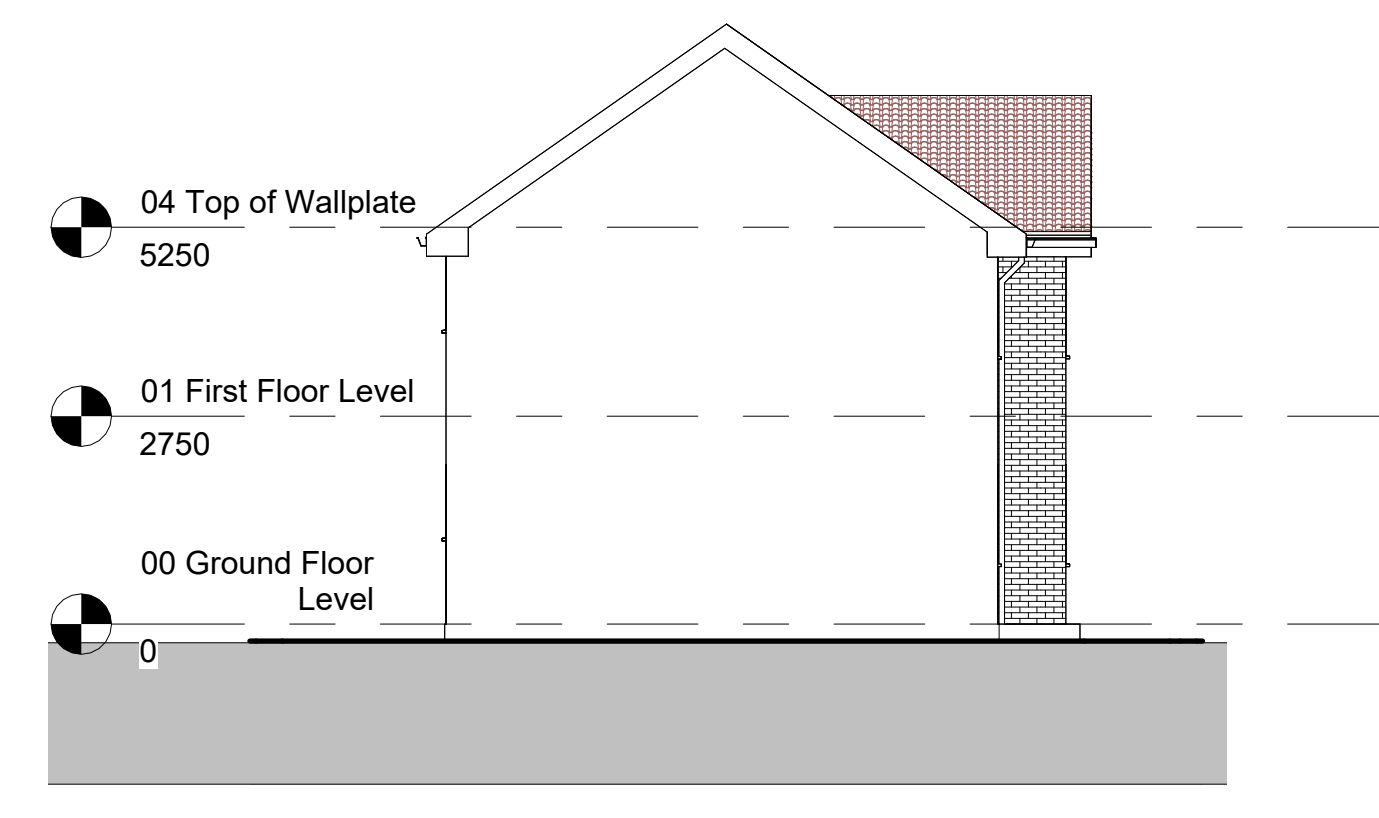 04 Top of Wallplate
5250
01 First Floor Level
2750
00 Ground Floor
Level
0